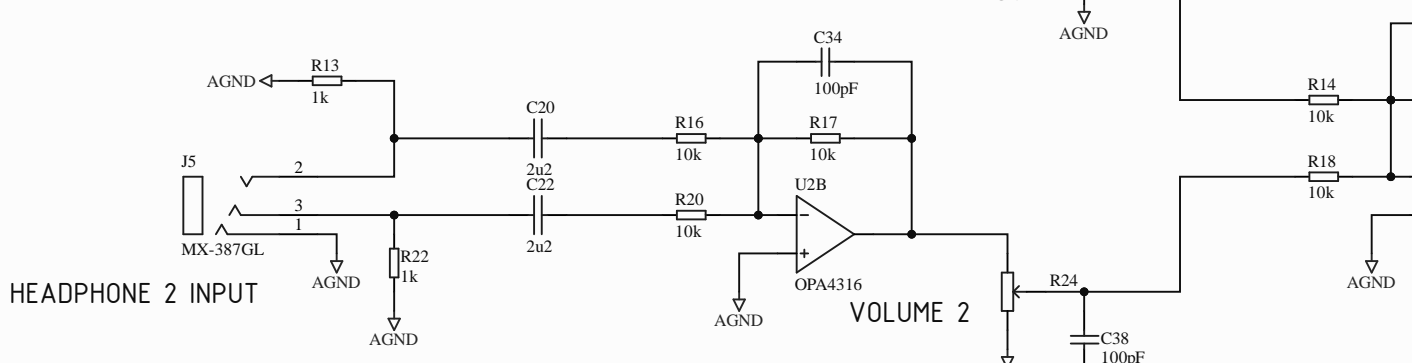 AGND
C34
R13
AGND
R14
1k
100pF
C20
R16
R17
10k
J5
2
2u2
10k
10k
R18
C22
R20
U2B
10k
3
1
−
MX-387GL
2u2
10k
+
R22
1k
AGND
OPA4316
R24
AGND
HEADPHONE 2 INPUT
VOLUME 2
AGND
AGND
C38
100pF